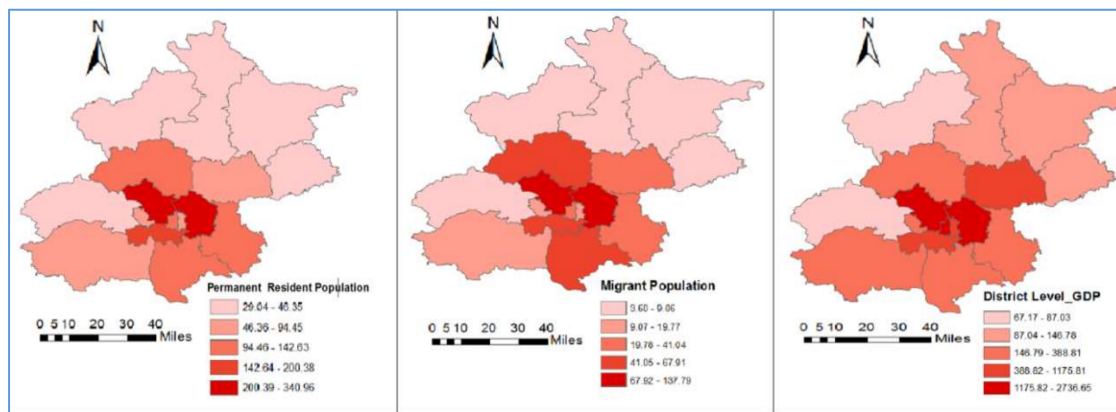 N
Permanent Resident Population
29.04 - 46.35
46.36 - 94.45
94.46 - 142.63
142.64 - 200.38
200.39 - 340.96
0 5 10 20 30 40
Miles
N
Migrant Population
3.60 - 9.06
9.07 - 19.77
19.78 - 41.04
41.05 - 67.91
67.92 - 137.79
0 5 10 20 30 40
Miles
N
District Level_GDP
67.17 - 87.03
87.04 - 146.78
146.79 - 388.81
388.82 - 1175.81
1175.82 - 2736.65
0 5 10 20 30 40
Miles